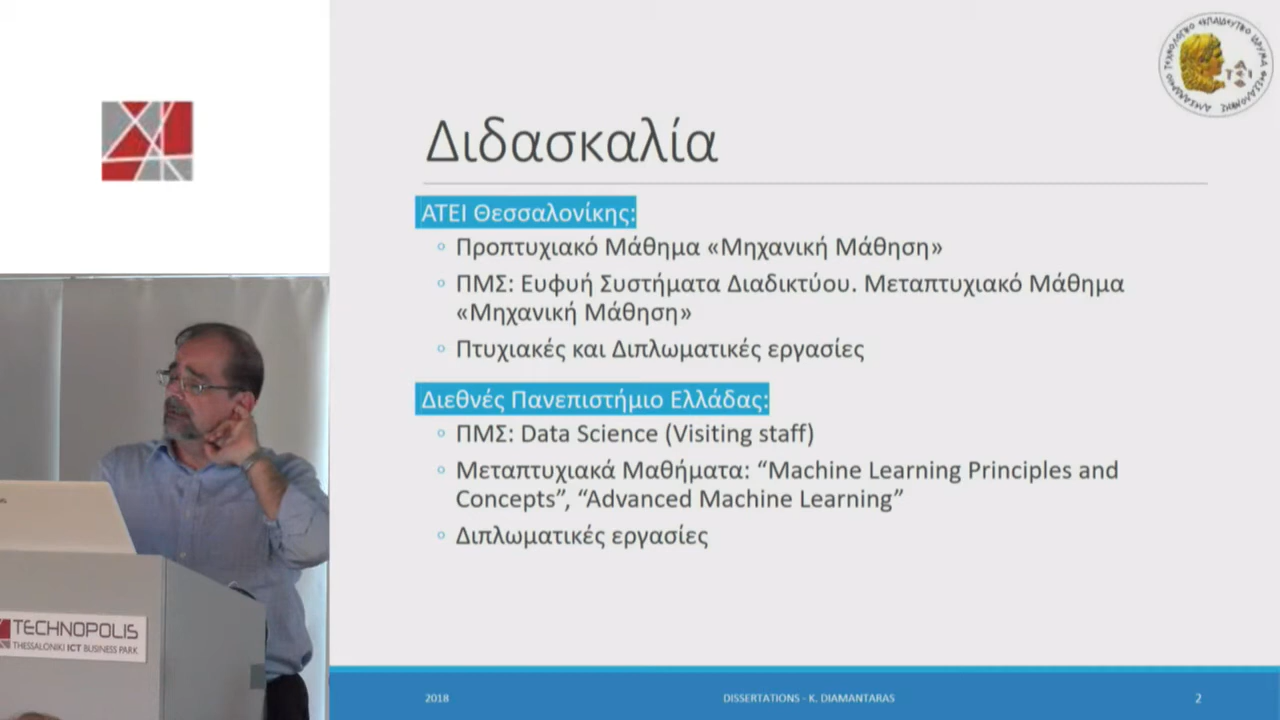 Διδασκαλία
ΑΤΕΙ Θεσσαλονίκης:
Προπτυχιακό Μάθημα «Μηχανική Μάθηση»
ΠΜΣ: Ευφυή Συστήματα Διαδικτύου. Μεταπτυχιακό Μάθημα
«Μηχανική Μάθηση»
Πτυχιακές και Διπλωματικές εργασίες
Διεθνές Πανεπιστήμιο Ελλάδας:
ΠΜΣ: Data Science (Visiting staff)
Μεταπτυχιακά Μαθήματα: “Machine Learning Principles and
Concepts”, “Advanced Machine Learning”
Διπλωματικές εργασίες
TECHNOPOLIS
THESSALONIKI ICT BUSINESS PARK
2018
DISSERTATIONS - K. DIAMANTARAS
2